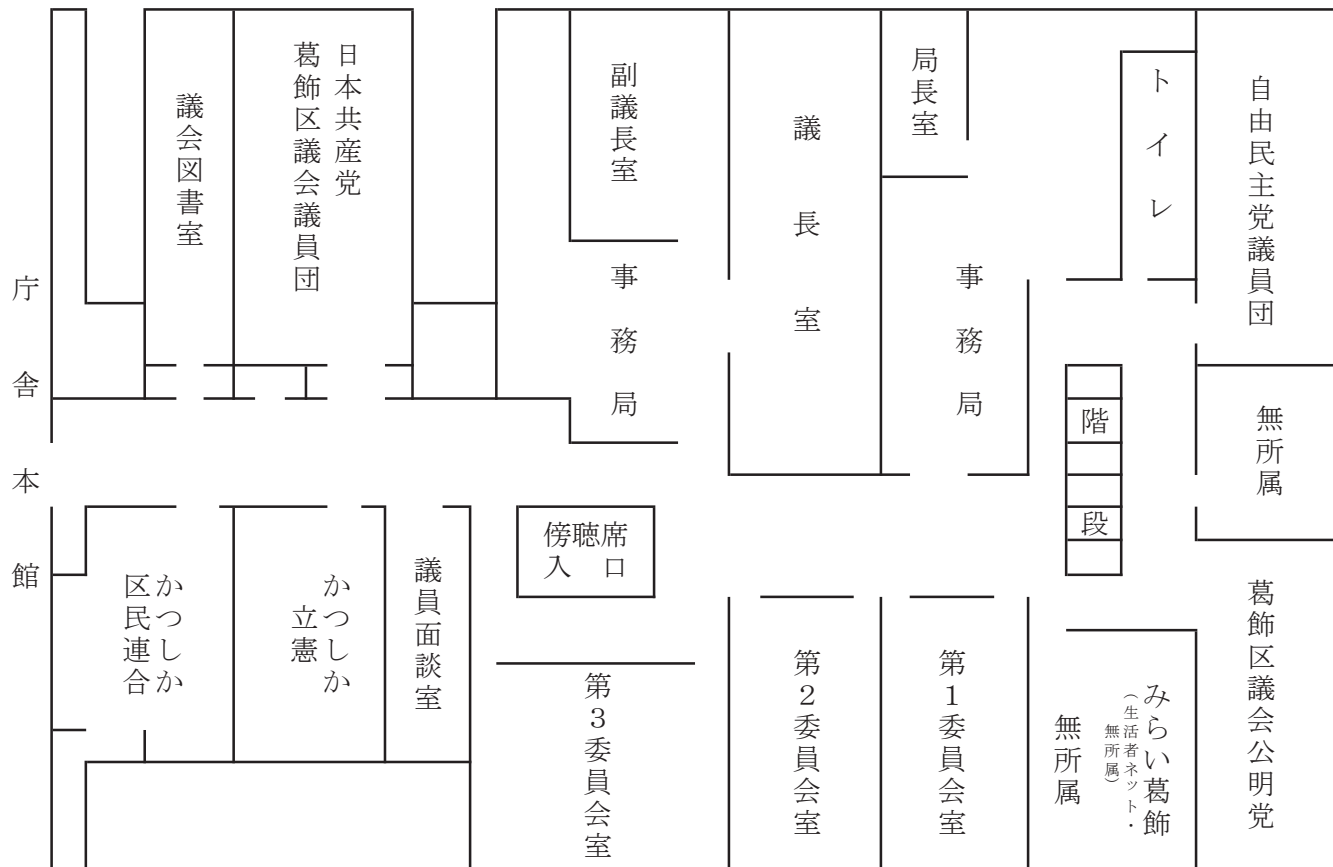 庁舎本館
議会図書室
日本共産党
葛飾区議会議員団
副議長室
事務局
議長室
局長室
事務局
トイレ
自由民主党議員団
無所属
階段
傍聴席
入口
かつしか
区民連合
かつしか
立憲
議員面談室
第3委員会室
第2委員会室
第1委員会室
みらい葛飾
(生活者ネット・
無所属)
無所属
葛飾区議会公明党